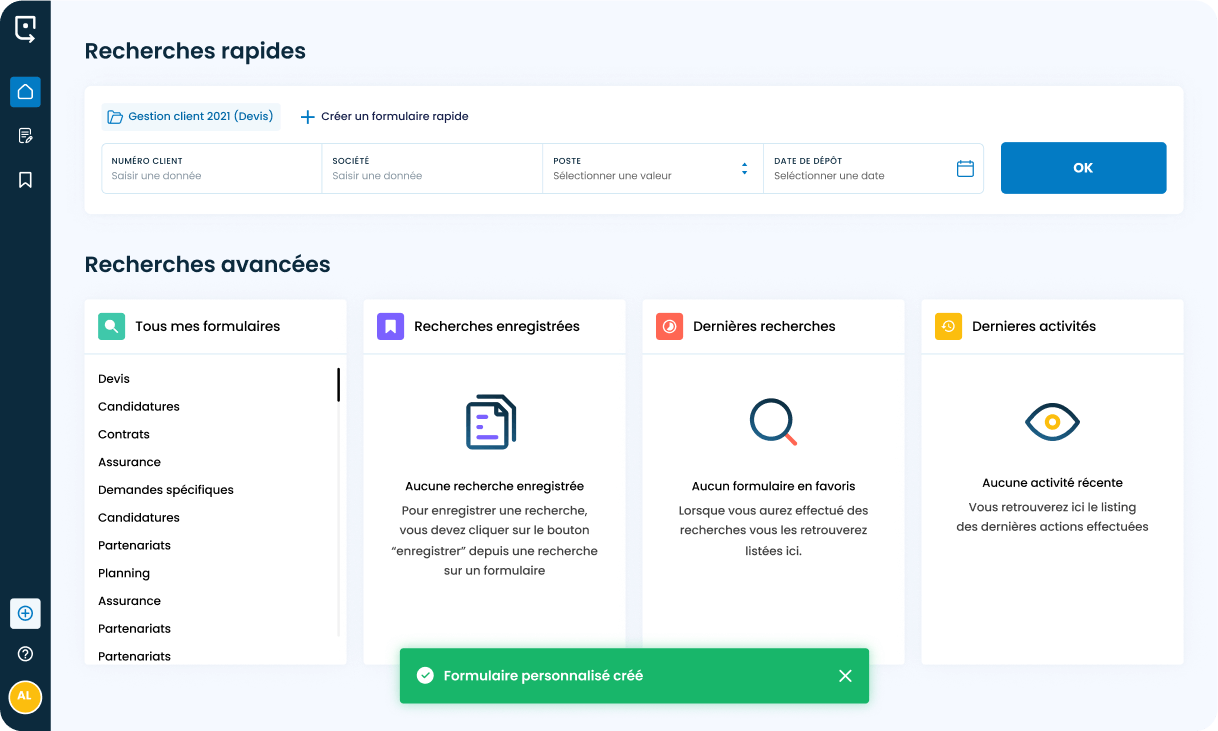 Recherches rapides
Gestion client 2021 (Devis)
Créer un formulaire rapide
NUMÉRO CLIENT
Saisir une donnée
SOCIÉTÉ
Saisir une donnée
POSTE
Sélectionner une valeur
DATE DE DÉPÔT
Seléctionner une date
OK
Recherches avancées
Tous mes formulaires
Devis
Candidatures
Contrats
Assurance
Demandes spécifiques
Candidatures
Partenariats
Planning
Assurance
Partenariats
Partenariats
Recherches enregistrées
Aucune recherche enregistrée
Pour enregistrer une recherche,
vous devez cliquer sur le bouton
“enregistrer” depuis une recherche
sur un formulaire
Dernières recherches
Aucun formulaire en favoris
Lorsque vous aurez effectué des
recherches vous les retrouverez
listées ici.
Dernieres activités
Aucune activité récente
Vous retrouverez ici le listing
des dernières actions effectuées
Formulaire personnalisé créé
AL